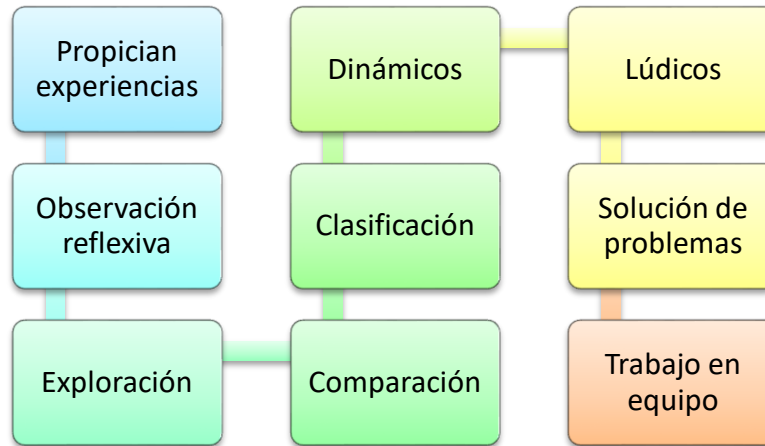 Propician
experiencias
Observación
reflexiva
Exploración
Comparación
Clasificación
Dinámicos
Lúdicos
Solución de
problemas
Trabajo en
equipo